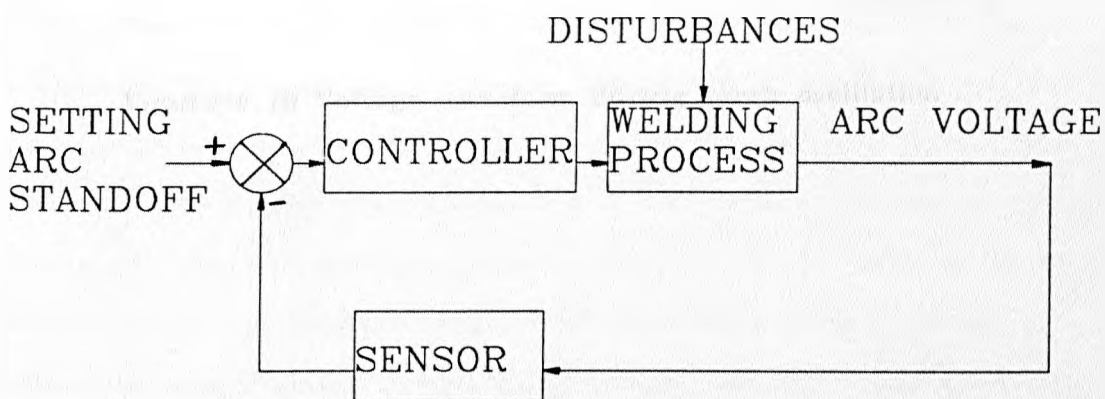 DISTURBANCES
SETTING
ARC
STANDOFF
+
-
CONTROLLER
WELDING
PROCESS
ARC VOLTAGE
SENSOR